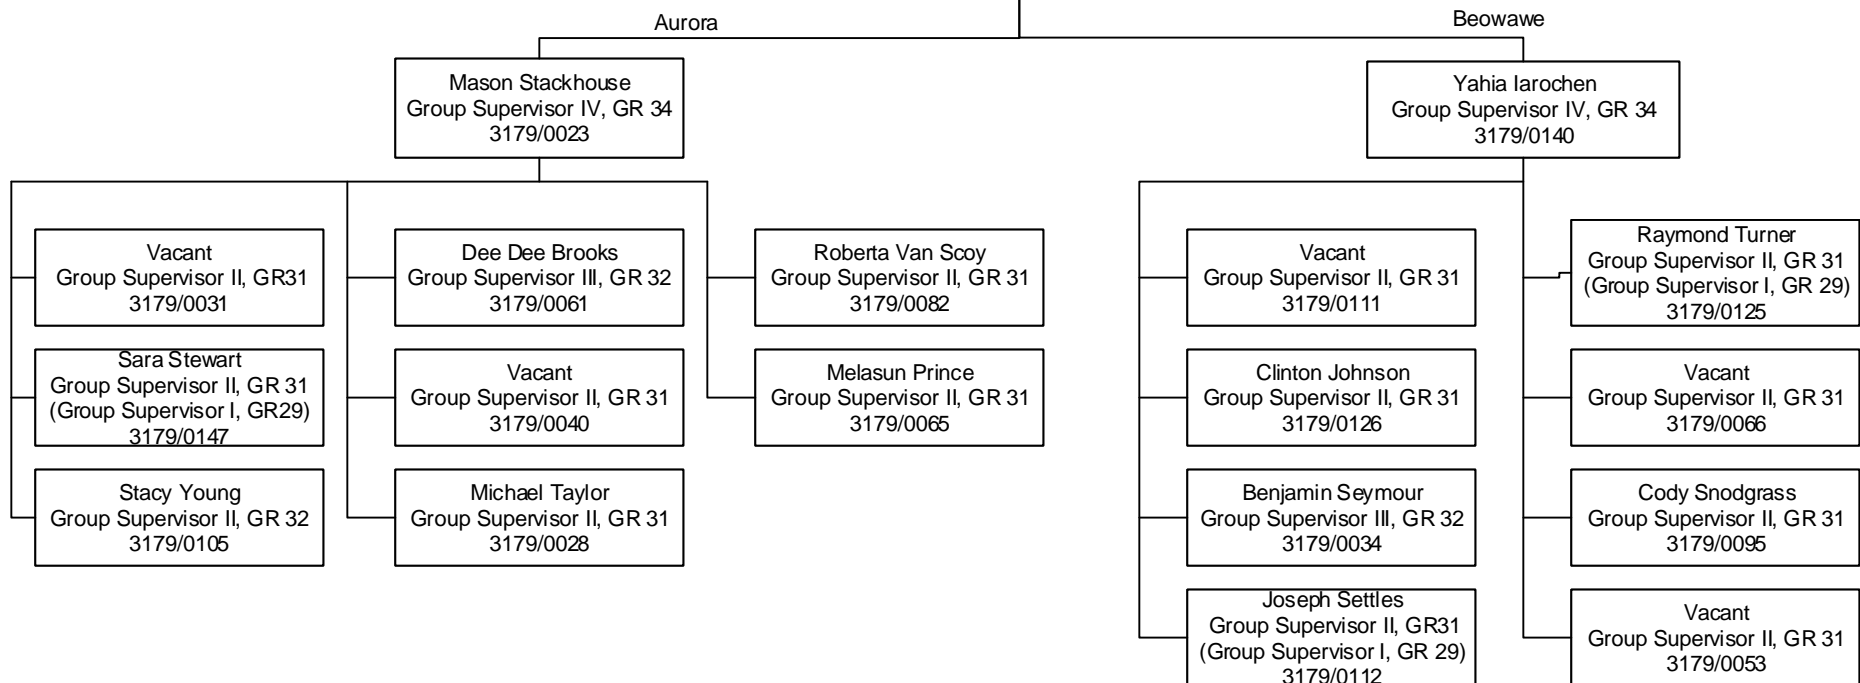 Aurora
Beowawe
Mason Stackhouse
Group Supervisor IV, GR 34
3179/0023
Yahia Iarochen
Group Supervisor IV, GR 34
3179/0140
Vacant
Group Supervisor II, GR31
3179/0031
Sara Stewart
Group Supervisor II, GR 31
(Group Supervisor I, GR29)
3179/0147
Stacy Young
Group Supervisor II, GR 32
3179/0105
Dee Dee Brooks
Group Supervisor III, GR 32
3179/0061
Vacant
Group Supervisor II, GR 31
3179/0040
Michael Taylor
Group Supervisor II, GR 31
3179/0028
Roberta Van Scoy
Group Supervisor II, GR 31
3179/0082
Melasun Prince
Group Supervisor II, GR 31
3179/0065
Vacant
Group Supervisor II, GR 31
3179/0111
Clinton Johnson
Group Supervisor II, GR 31
3179/0126
Benjamin Seymour
Group Supervisor III, GR 32
3179/0034
Joseph Settles
Group Supervisor II, GR31
(Group Supervisor I, GR 29)
3179/0112
Raymond Turner
Group Supervisor II, GR 31
(Group Supervisor I, GR 29)
3179/0125
Vacant
Group Supervisor II, GR 31
3179/0066
Cody Snodgrass
Group Supervisor II, GR 31
3179/0095
Vacant
Group Supervisor II, GR 31
3179/0053